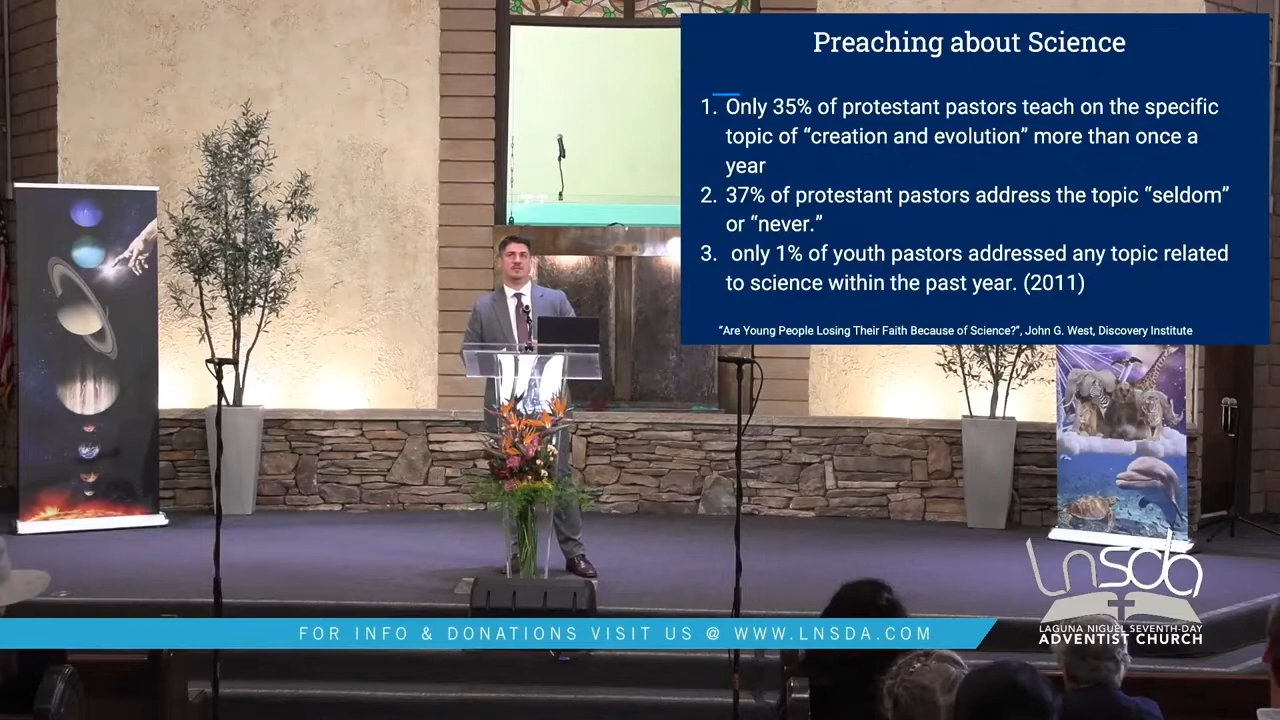 Preaching about Science
1. Only 35% of protestant pastors teach on the specific
topic of “creation and evolution” more than once a
year
2. 37% of protestant pastors address the topic “seldom”
or “never.”
3. only 1% of youth pastors addressed any topic related
to science within the past year. (2011)
“Are Young People Losing Their Faith Because of Science?”, John G. West, Discovery Institute
FOR INFO & DONATIONS VISIT US @ WWW.LNSDA.COM
Lnsda
LAGUNA NIGUEL SEVENTH-DAY
ADVENTIST CHURCH